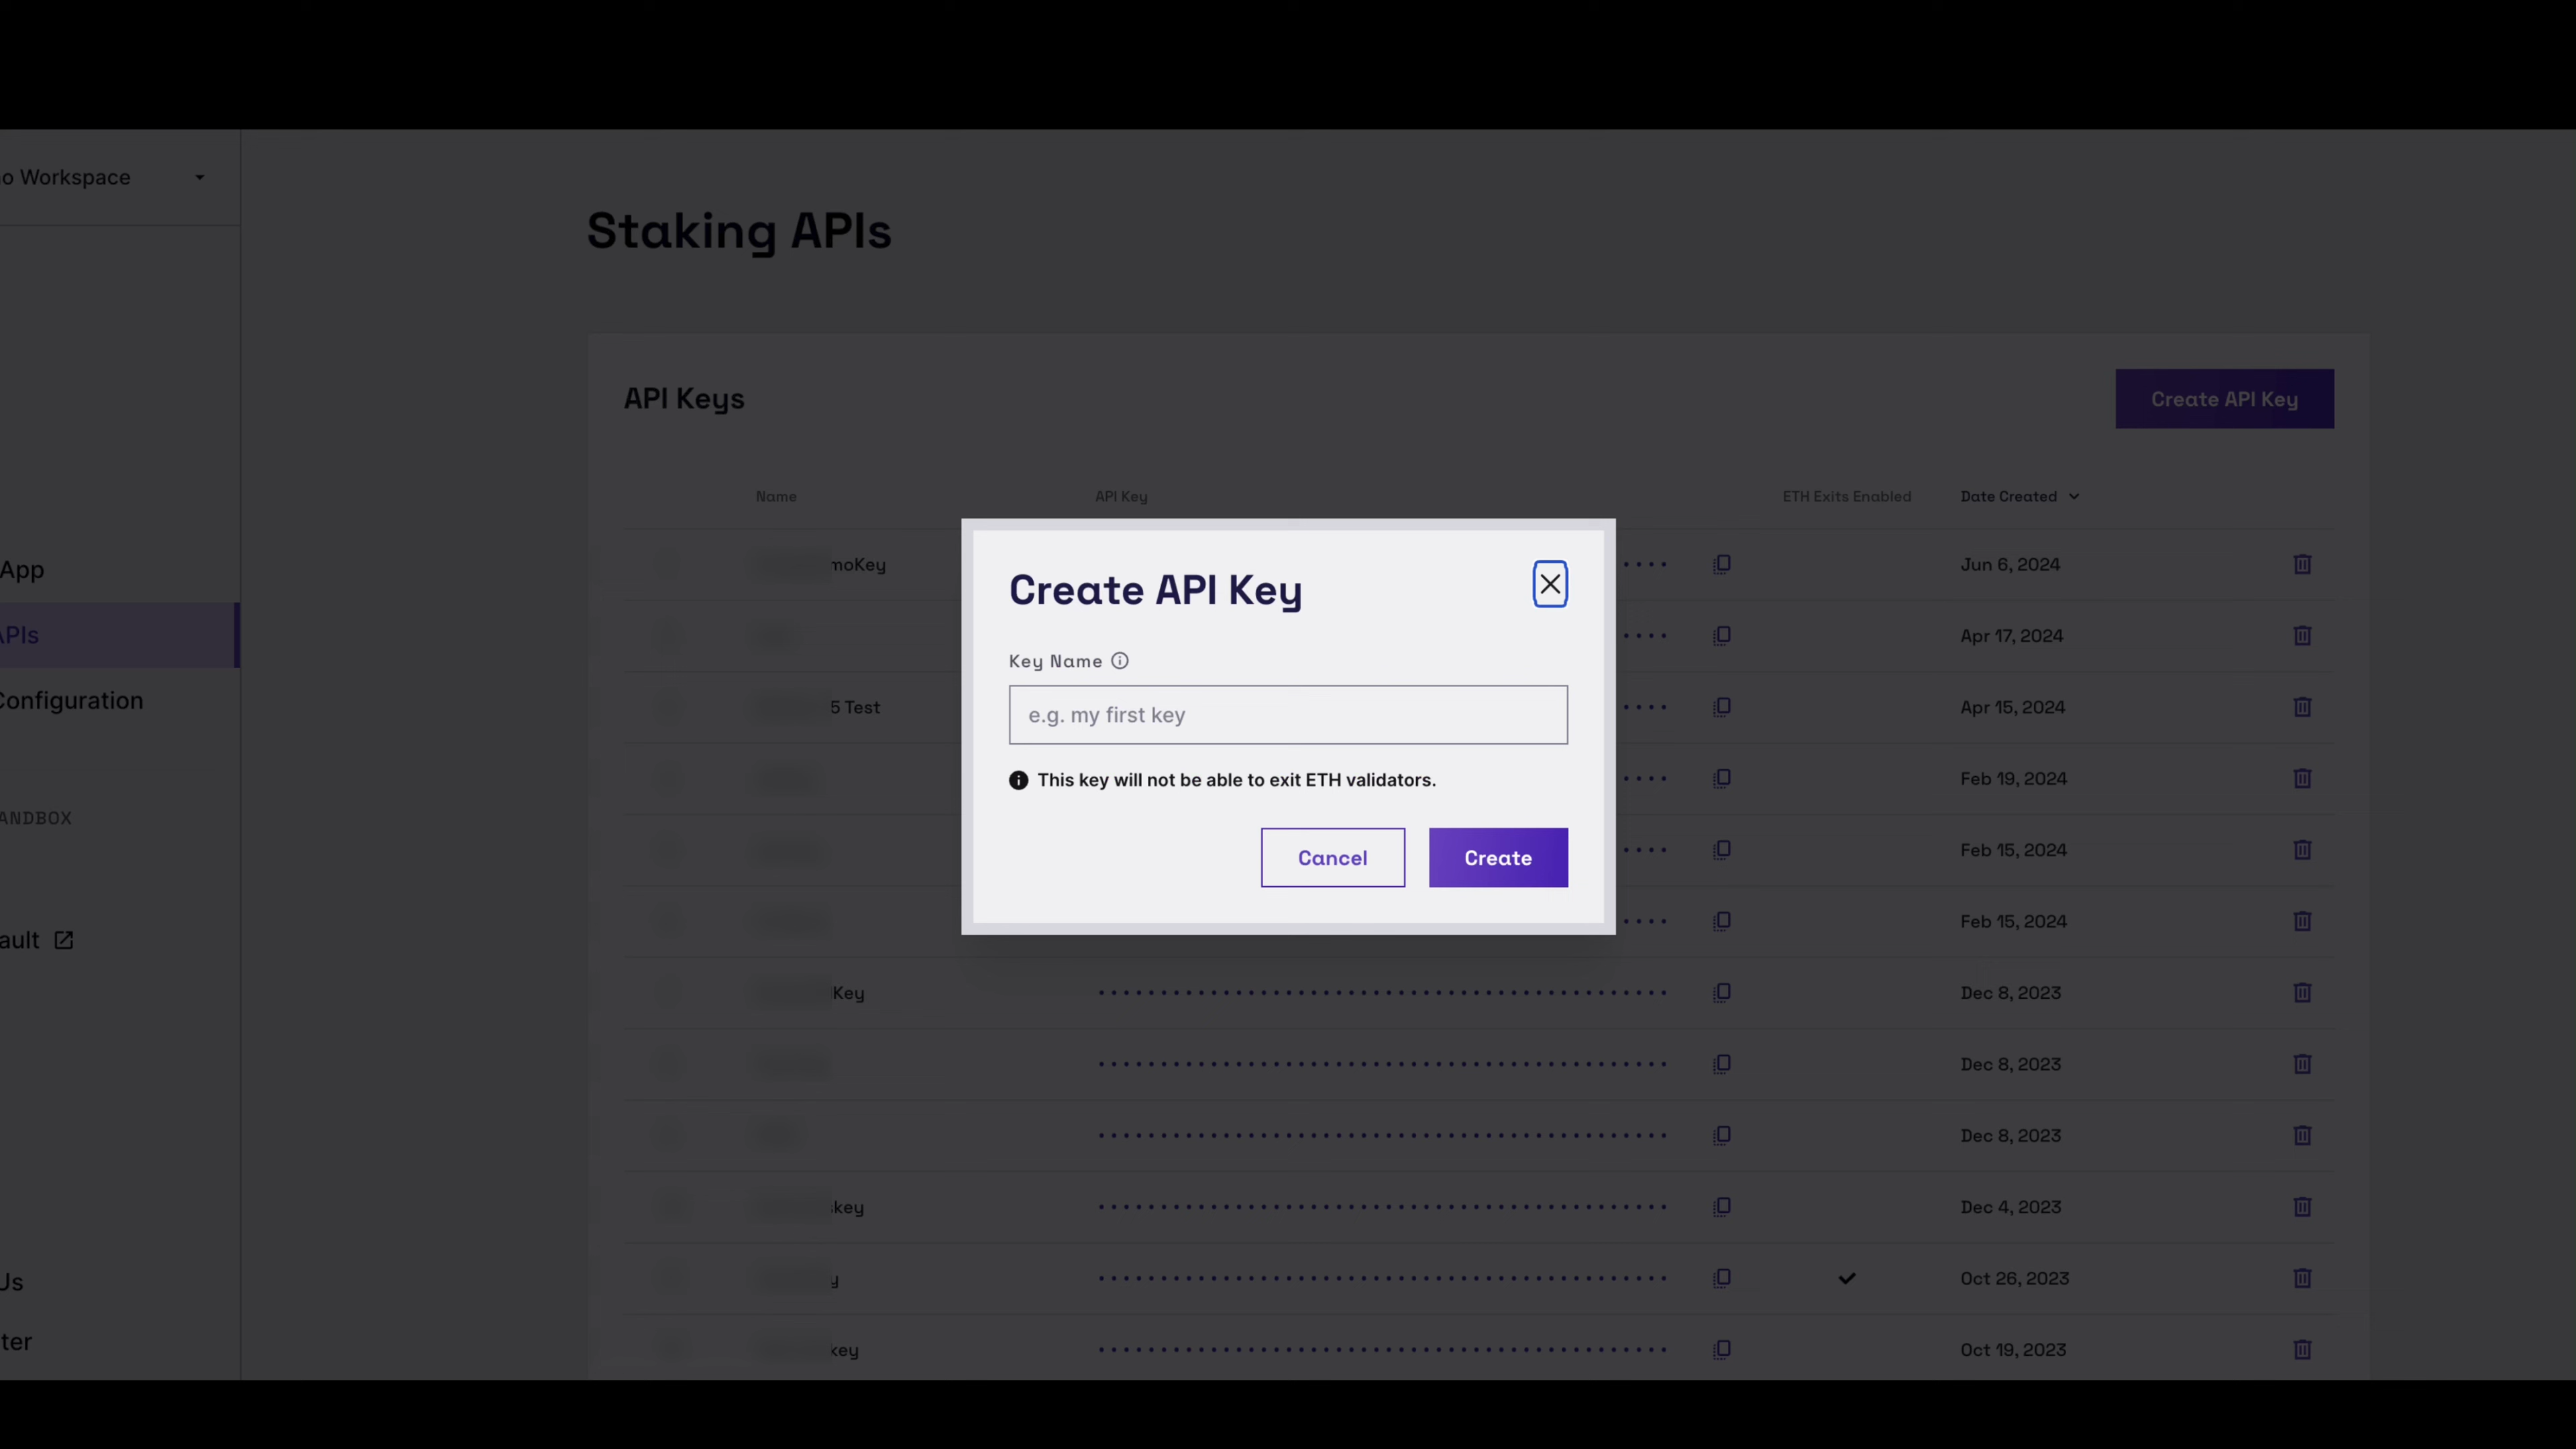 o Workspace
Staking APIs
API Keys
Create API Key
Name
API Key
ETH Exits Enabled
Date Created
moKey
Jun 6, 2024
Apr 17, 2024
5 Test
Apr 15, 2024
Feb 19, 2024
Feb 15, 2024
Feb 15, 2024
Key
Dec 8, 2023
Dec 8, 2023
Dec 8, 2023
key
Dec 4, 2023
y
Oct 26, 2023
key
Oct 19, 2023
App
APIs
Configuration
ANDBOX
ault
Us
ter
Create API Key
Key Name
e.g. my first key
This key will not be able to exit ETH validators.
Cancel
Create